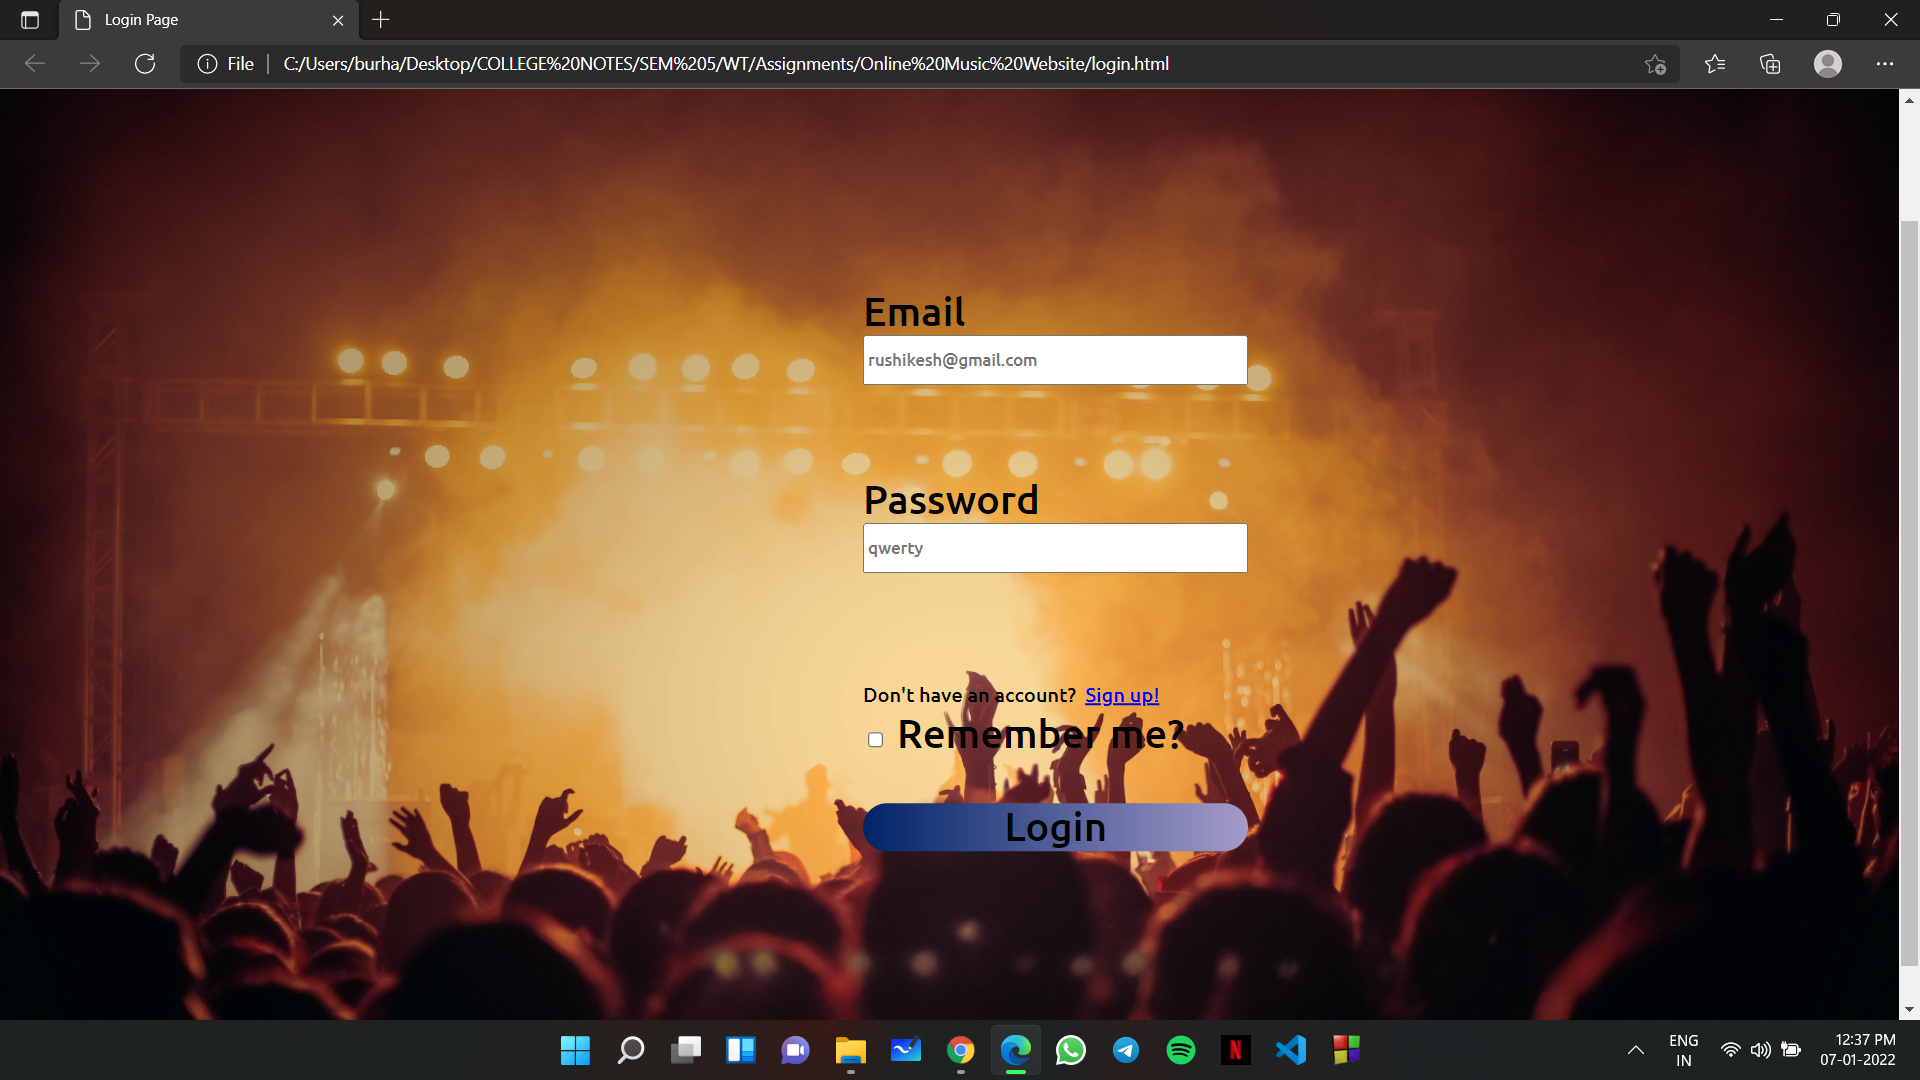 Login Page
File
C:/Users/burha/Desktop/COLLEGE%20NOTES/SEM%205/WT/Assignments/Online%20Music%20Website/login.html
Email
rushikesh@gmail.com
Password
qwerty
Don't have an account? Sign up!
Remember me?
Login
ENG
IN
12:37 PM
07-01-2022